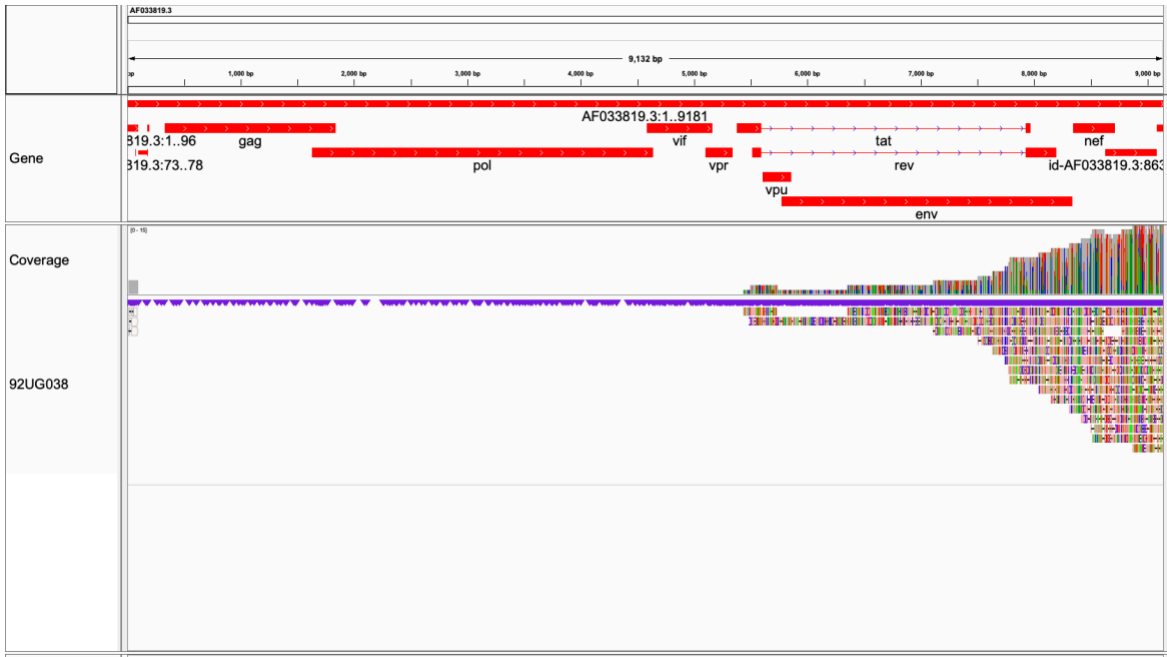 AF033819.3
9,132 bp
bp 1,000 bp 2,000 bp 3,000 bp 4,000 bp 5,000 bp 6,000 bp 7,000 bp 8,000 bp 9,000 bp
Gene
AF033819.3:1..9181
819.3:1..96 gag vif tat nef
319.3:73..78 pol vpr rev id-AF033819.3:863
vpu
env
Coverage
[0 - 15]
92UG038